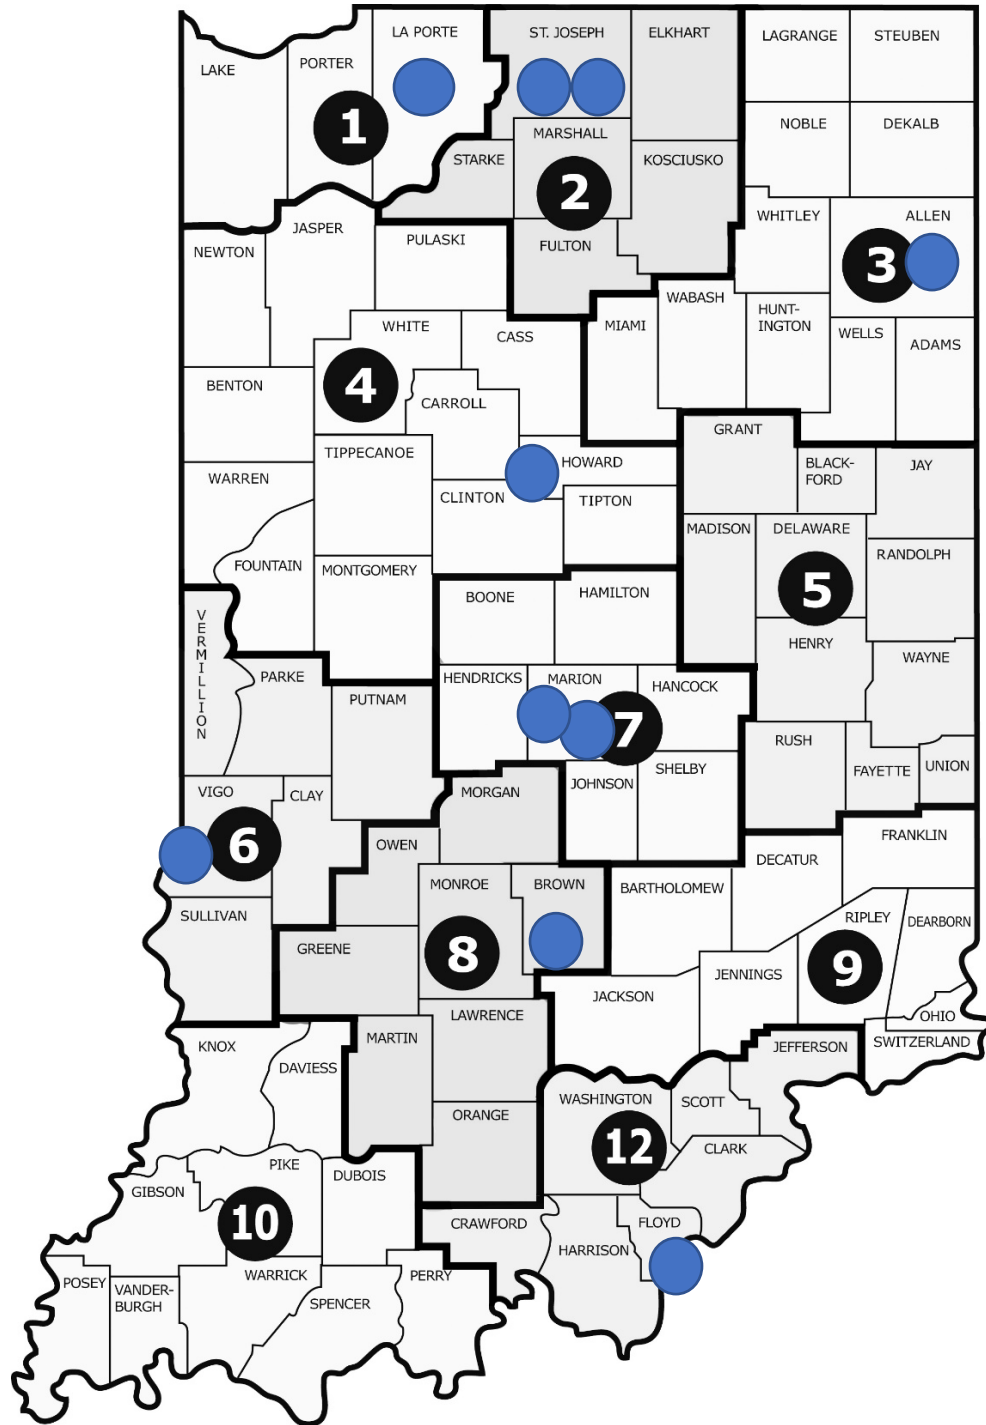 LA PORTE
ST. JOSEPH
ELKHART
LAGRANGE
STEUBEN
LAKE
PORTER
1
MARSHALL
NOBLE
DEKALB
STARKE
KOSCIUSKO
2
WHITLEY
ALLEN
JASPER
PULASKI
FULTON
NEWTON
3
WABASH
HUNT-
INGTON
MIAMI
WELLS
ADAMS
WHITE
CASS
4
BENTON
CARROLL
GRANT
TIPPECANOE
HOWARD
BLACK-
FORD
JAY
WARREN
CLINTON
TIPTON
MADISON
DELAWARE
RANDOLPH
FOUNTAIN
MONTGOMERY
5
BOONE
HAMILTON
VERMILLION
HENRY
WAYNE
PARKE
HENDRICKS
MARION
HANCOCK
PUTNAM
7
RUSH
SHELBY
FAYETTE
UNION
VIGO
CLAY
MORGAN
JOHNSON
6
OWEN
FRANKLIN
DECATUR
MONROE
BROWN
BARTHOLOMEW
SULLIVAN
RIPLEY
DEARBORN
GREENE
8
9
JENNINGS
JACKSON
LAWRENCE
OHIO
KNOX
MARTIN
JEFFERSON
SWITZERLAND
DAVIESS
WASHINGTON
SCOTT
ORANGE
12
CLARK
PIKE
DUBOIS
GIBSON
10
CRAWFORD
FLOYD
HARRISON
POSEY
VANDER-
BURGH
WARRICK
PERRY
SPENCER